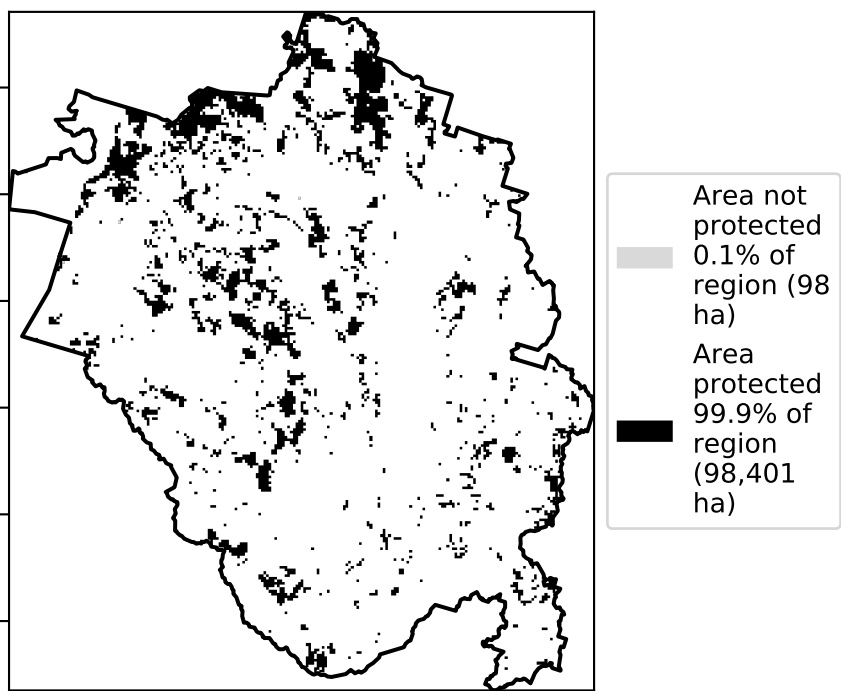 Area not
protected
0.1% of
region (98
ha)
Area
protected
99.9% of
region
(98,401
ha)